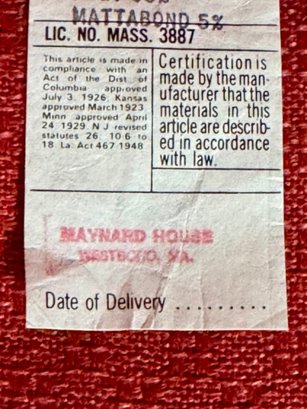 MATTABOND 5%
LIC. NO. MASS. 3887
This article is made in
compliance with an
Act of the Dist. of
Columbia approved
July 3, 1926, Kansas
approved March 1923
Minn approved April
24 1929. N J revised
statutes 26: 10 6 to
18. La. Act 467 1948
Certification is
made by the man-
ufacturer that the
materials in this
article are describ-
ed in accordance
with law.
MAYNARD HOUSE
WESTBORO, MA.
Date of Delivery .........